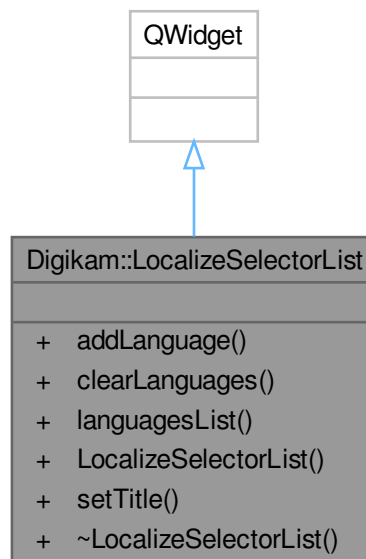 QWidget
Digikam::LocalizeSelectorList
+ addLanguage()
+ clearLanguages()
+ languagesList()
+ LocalizeSelectorList()
+ setTitle()
+ ~LocalizeSelectorList()